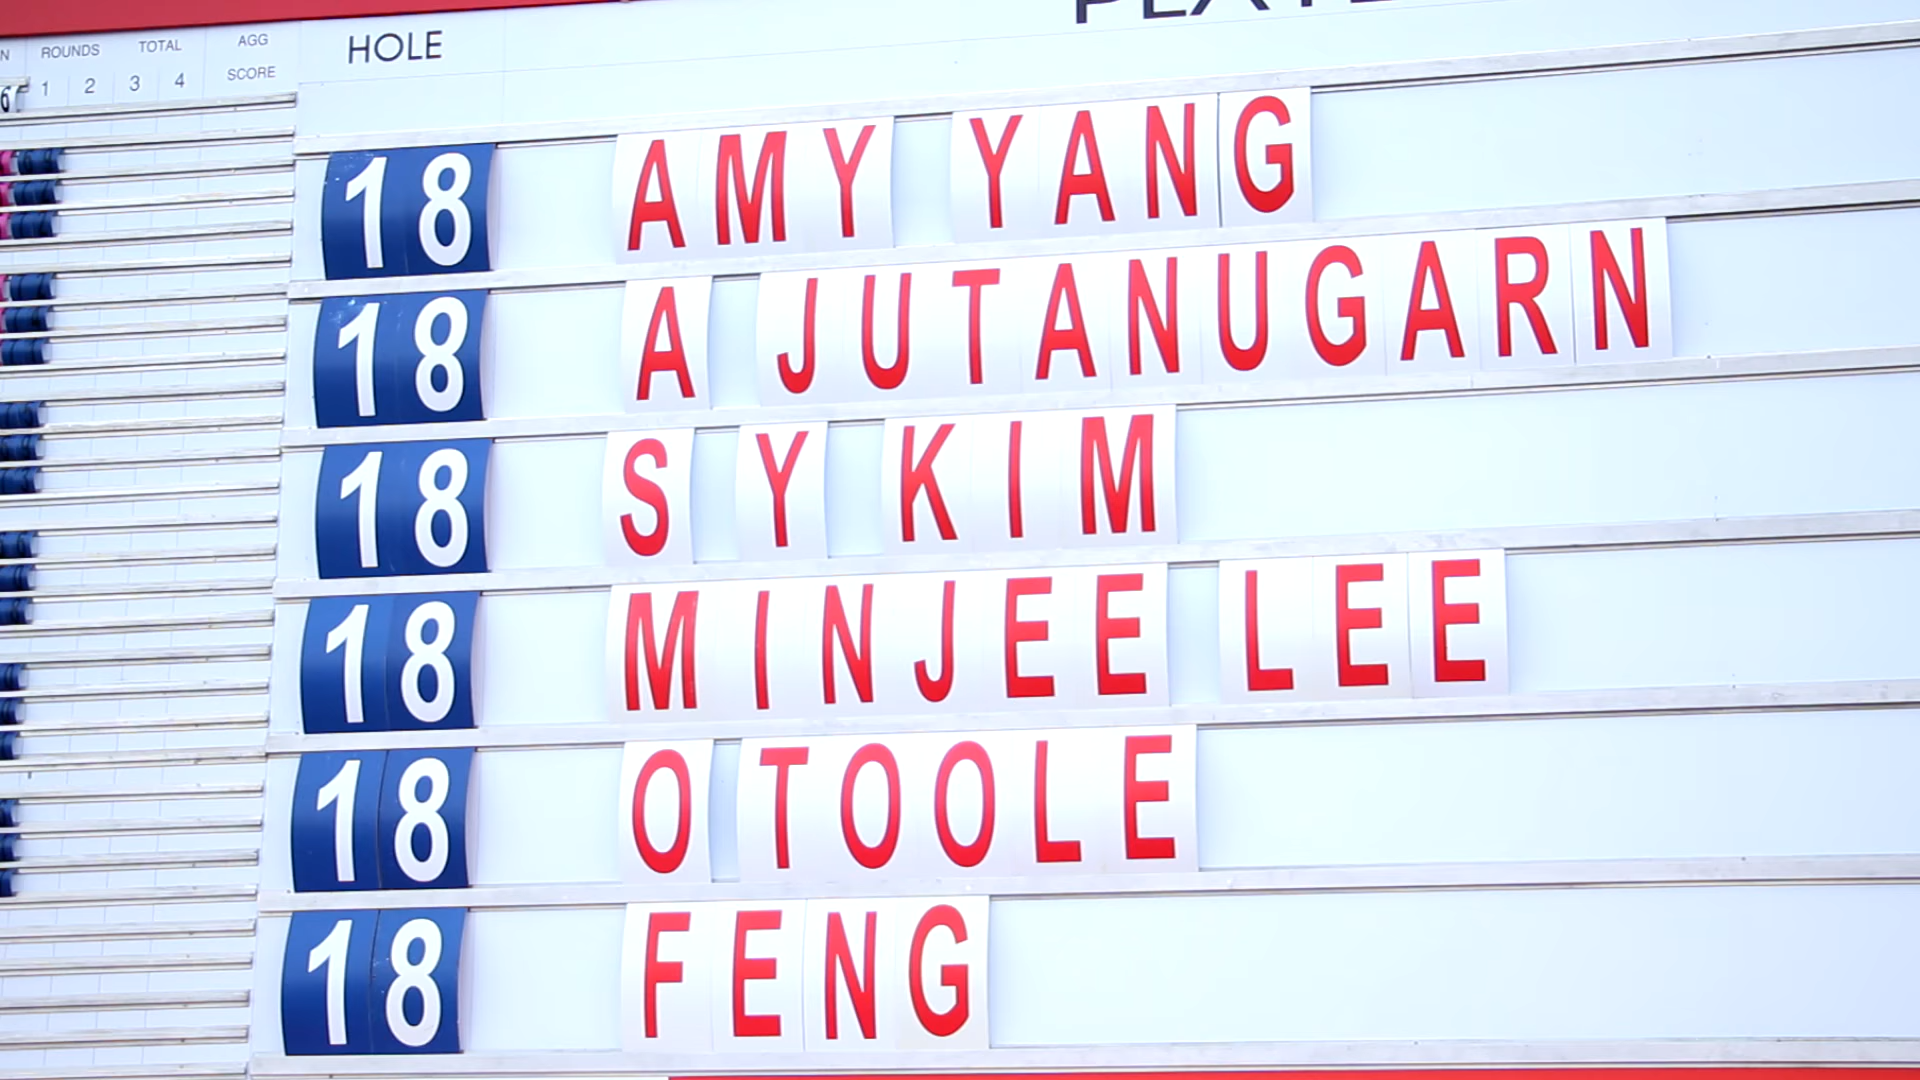 HOLE
ROUNDS TOTAL AGG
1 2 3 4 SCORE
18 AMY YANG
18 A JUTANUGARN
18 S Y KIM
18 MINJEE LEE
18 O TOOLE
18 FENG